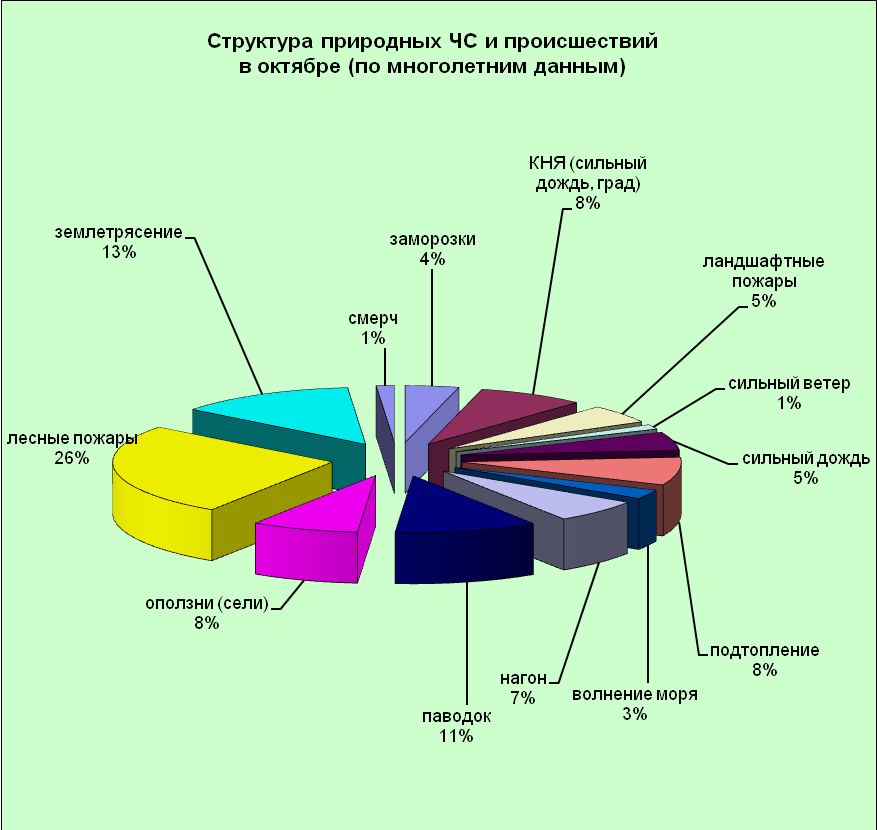 Структура природных ЧС и происшествий
в октябре (по многолетним данным)
КНЯ (сильный
дождь, град)
8%
землетрясение
13%
заморозки
4%
ландшафтные
пожары
5%
смерч
1%
сильный ветер
1%
лесные пожары
26%
сильный дождь
5%
оползни (сели)
8%
подтопление
8%
нагон
7%
волнение моря
3%
паводок
11%